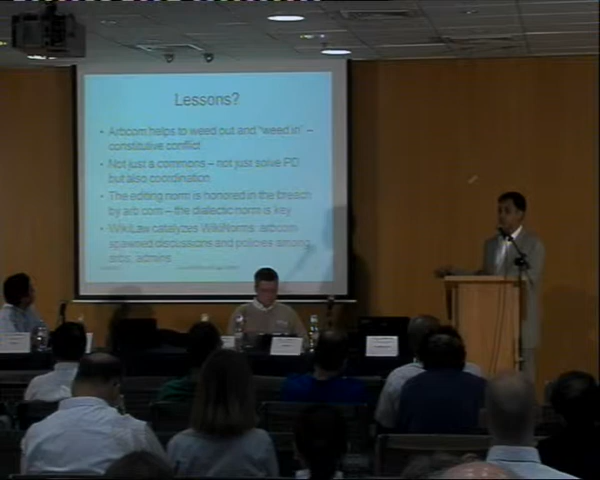 Lessons?
• Arbcom helps to weed out and "weed in" –
constitutive conflict
• Not just a commons – not just solve PD
but also coordination
• The editing norm is honored in the breach
by arb com – the dialectic norm is key
• WikiLaw catalyzes WikiNorms: arbcom
spawned discussions and policies among
arbs, admins